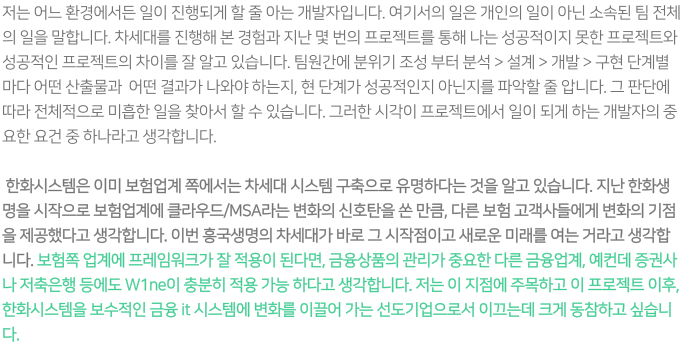 저는 어느 환경에서든 일이 진행되게 할 줄 아는 개발자입니다. 여기서의 일은 개인의 일이 아닌 소속된 팀 전체
의 일을 말합니다. 차세대를 진행해 본 경험과 지난 몇 번의 프로젝트를 통해 나는 성공적이지 못한 프로젝트와
성공적인 프로젝트의 차이를 잘 알고 있습니다. 팀원간에 분위기 조성 부터 분석 > 설계 > 개발 > 구현 단계별
마다 어떤 산출물과 어떤 결과가 나와야 하는지, 현 단계가 성공적인지 아닌지를 파악할 줄 압니다. 그 판단에
따라 전체적으로 미흡한 일을 찾아서 할 수 있습니다. 그러한 시각이 프로젝트에서 일이 되게 하는 개발자의 중
요한 요건 중 하나라고 생각합니다.
한화시스템은 이미 보험업계 쪽에서는 차세대 시스템 구축으로 유명하다는 것을 알고 있습니다. 지난 한화생
명을 시작으로 보험업계에 클라우드/MSA라는 변화의 신호탄을 쏜 만큼, 다른 보험 고객사들에게 변화의 기점
을 제공했다고 생각합니다. 이번 흥국생명의 차세대가 바로 그 시작점이고 새로운 미래를 여는 거라고 생각합
니다. 보험쪽 업계에 프레임워크가 잘 적용이 된다면, 금융상품의 관리가 중요한 다른 금융업계, 예컨데 증권사
나 저축은행 등에도 W1ne이 충분히 적용 가능 하다고 생각합니다. 저는 이 지점에 주목하고 이 프로젝트 이후,
한화시스템을 보수적인 금융 it 시스템에 변화를 이끌어 가는 선도기업으로서 이끄는데 크게 동참하고 싶습니
다.